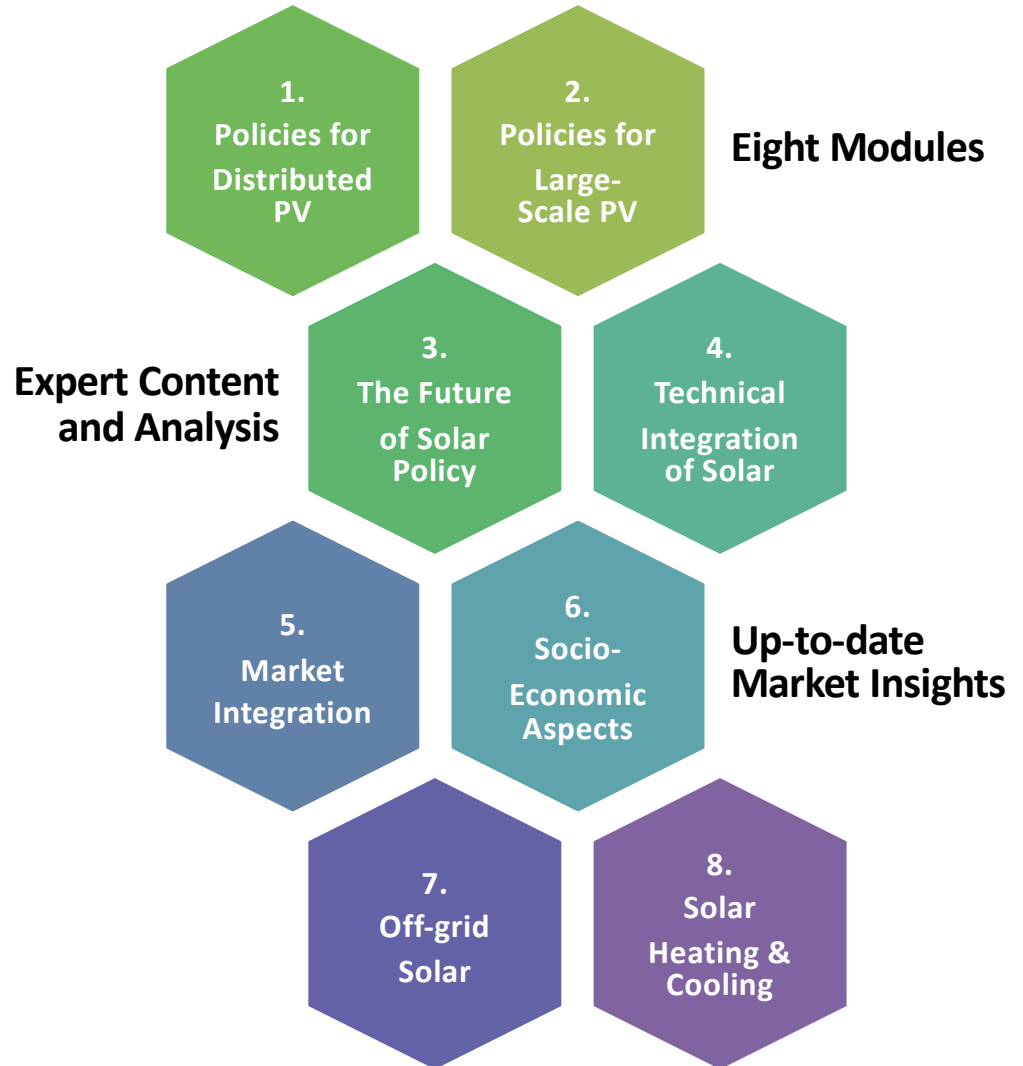 1.
Policies for
Distributed
PV
2.
Policies for
Large-
Scale PV
Eight Modules
Expert Content
and Analysis
3.
The Future
of Solar
Policy
4.
Technical
Integration
of Solar
5.
Market
Integration
6.
Socio-
Economic
Aspects
Up-to-date
Market Insights
7.
Off-grid
Solar
8.
Solar
Heating &
Cooling